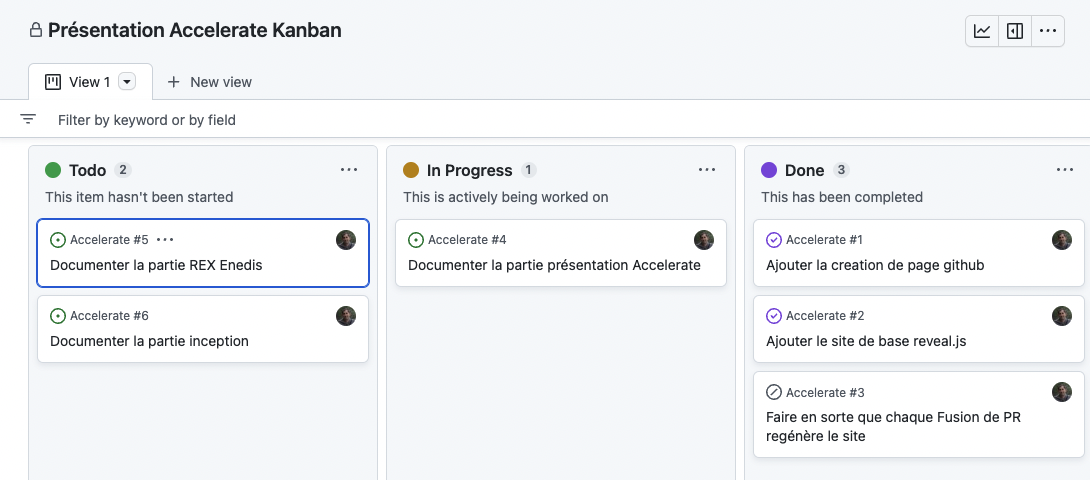 Présentation Accelerate Kanban
View 1
New view
Filter by keyword or by field
Todo 2
This item hasn't been started
Accelerate #5
Documenter la partie REX Enedis
Accelerate #6
Documenter la partie inception
In Progress 1
This is actively being worked on
Accelerate #4
Documenter la partie présentation Accelerate
Done 3
This has been completed
Accelerate #1
Ajouter la creation de page github
Accelerate #2
Ajouter le site de base reveal.js
Accelerate #3
Faire en sorte que chaque Fusion de PR
regénère le site